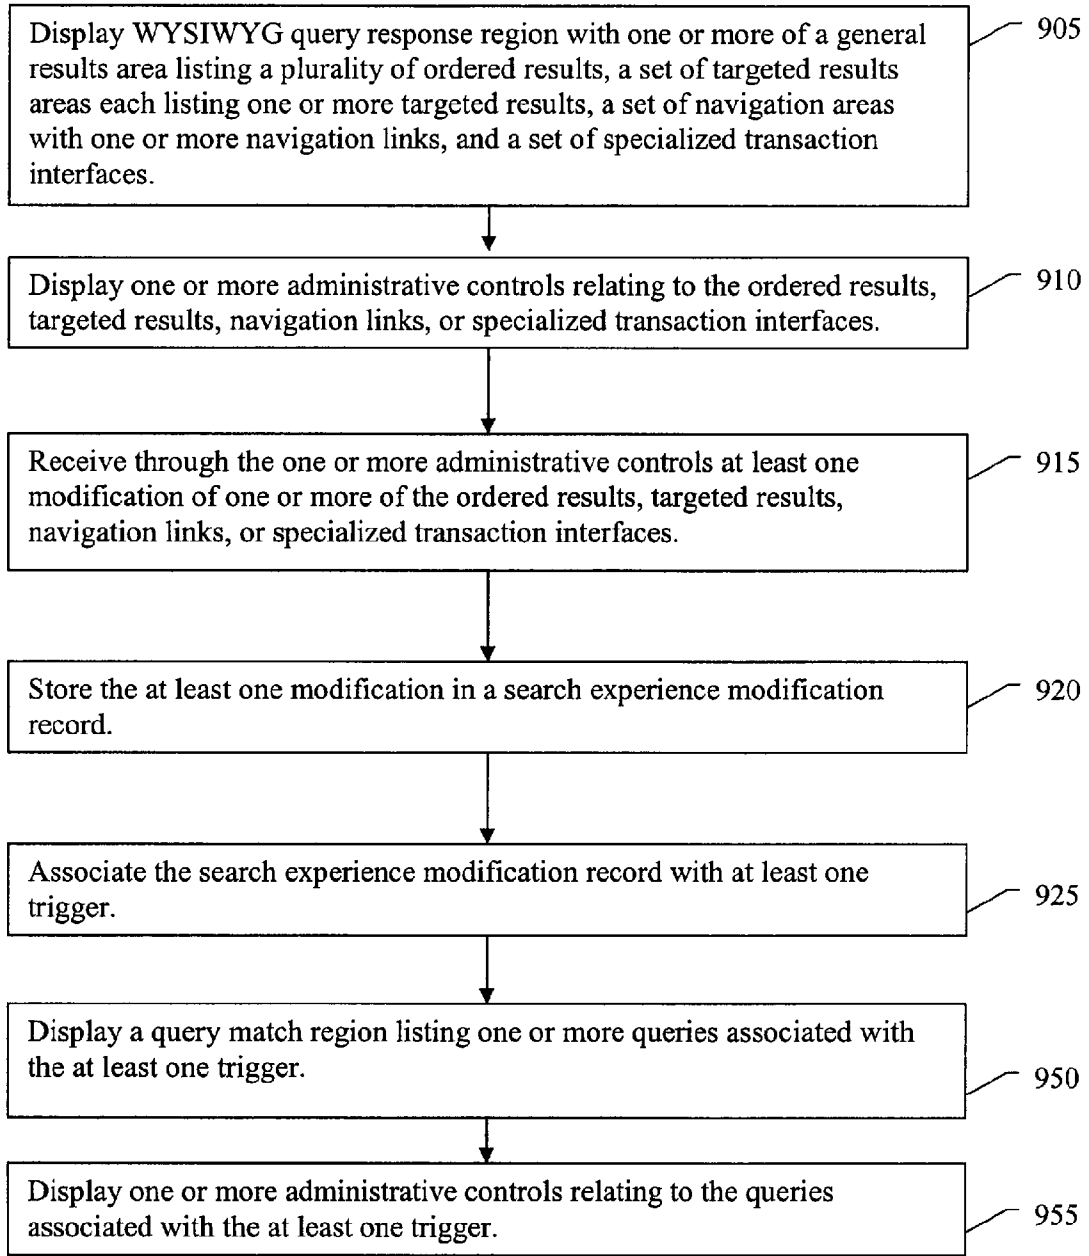 Display WYSIWYG query response region with one or more of a general
results area listing a plurality of ordered results, a set of targeted results
areas each listing one or more targeted results, a set of navigation areas
with one or more navigation links, and a set of specialized transaction
interfaces.
905
Display one or more administrative controls relating to the ordered results,
targeted results, navigation links, or specialized transaction interfaces.
910
Receive through the one or more administrative controls at least one
modification of one or more of the ordered results, targeted results,
navigation links, or specialized transaction interfaces.
915
Store the at least one modification in a search experience modification
record.
920
Associate the search experience modification record with at least one
trigger.
925
Display a query match region listing one or more queries associated with
the at least one trigger.
950
Display one or more administrative controls relating to the queries
associated with the at least one trigger.
955